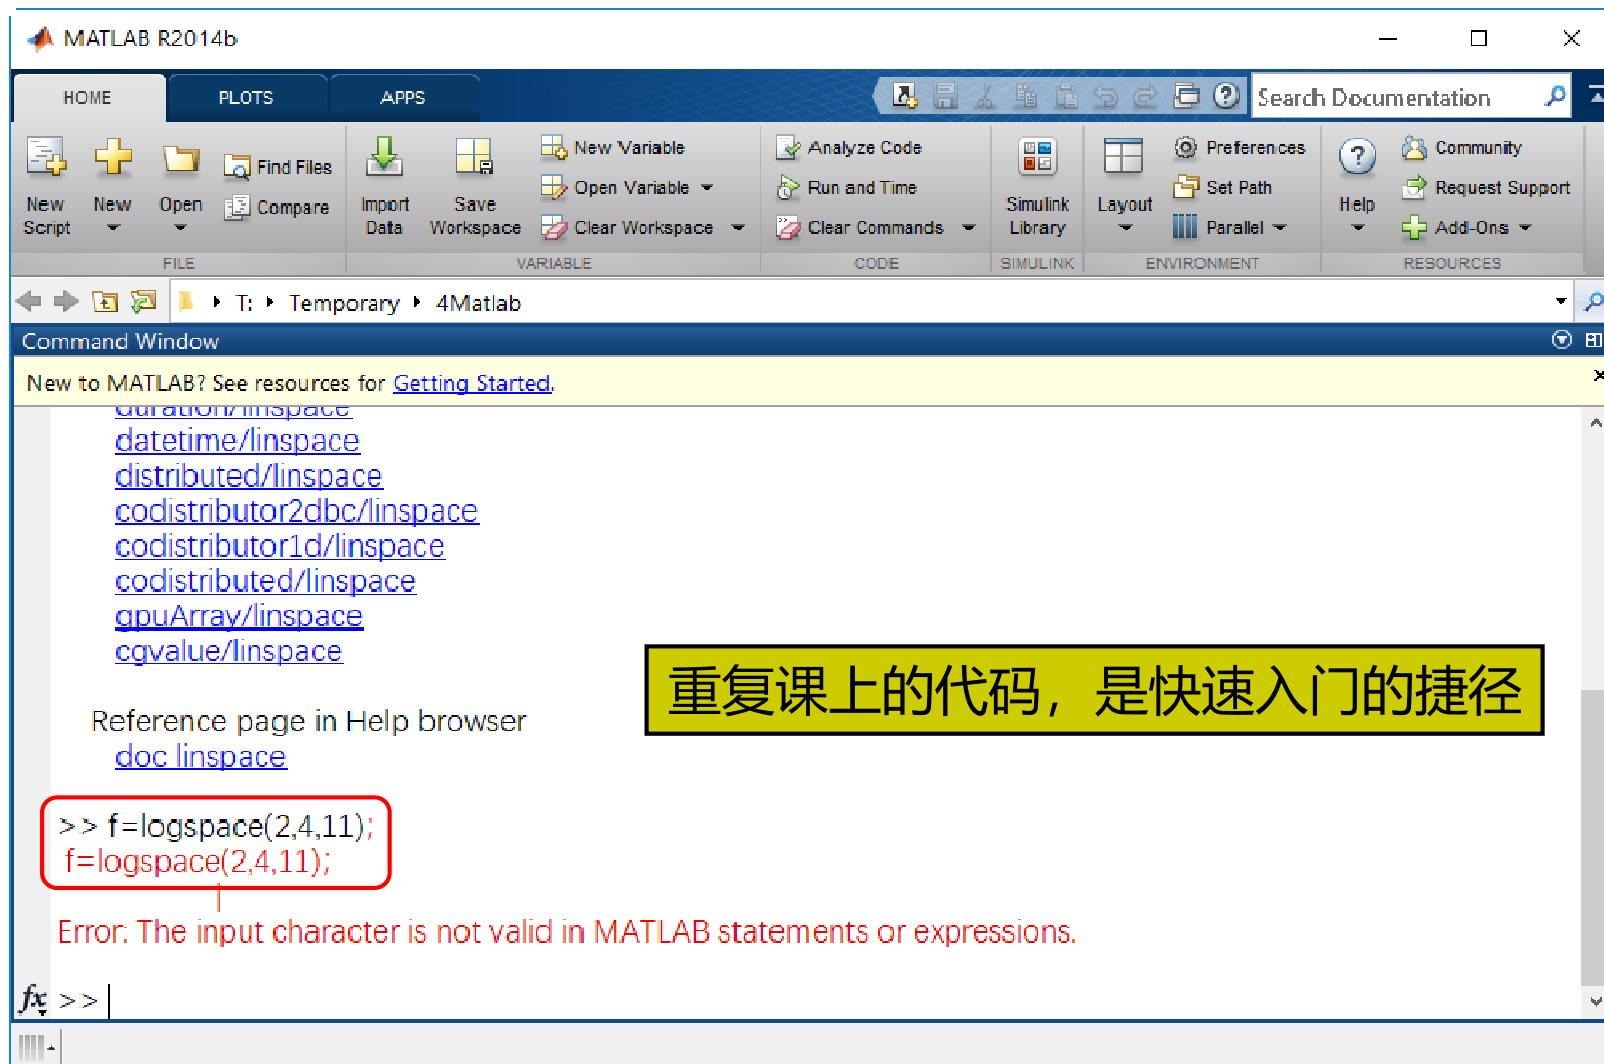 MATLAB R2014b
HOME PLOTS APPS Search Documentation
New Script New Open Find Files Compare Import Data Save Workspace New Variable Open Variable Clear Workspace Analyze Code Run and Time Clear Commands Simulink Library Layout Preferences Set Path Parallel Help Community Request Support Add-Ons
FILE VARIABLE CODE SIMULINK ENVIRONMENT RESOURCES
T: Temporary 4Matlab
Command Window
New to MATLAB? See resources for Getting Started.
duration/linspace
datetime/linspace
distributed/linspace
codistributor2dbc/linspace
codistributor1d/linspace
codistributed/linspace
gpuArray/linspace
cgvalue/linspace
重复课上的代码，是快速入门的捷径
Reference page in Help browser
doc linspace
>> f=logspace(2,4,11);
f=logspace(2,4,11);
|
Error: The input character is not valid in MATLAB statements or expressions.
fx >>